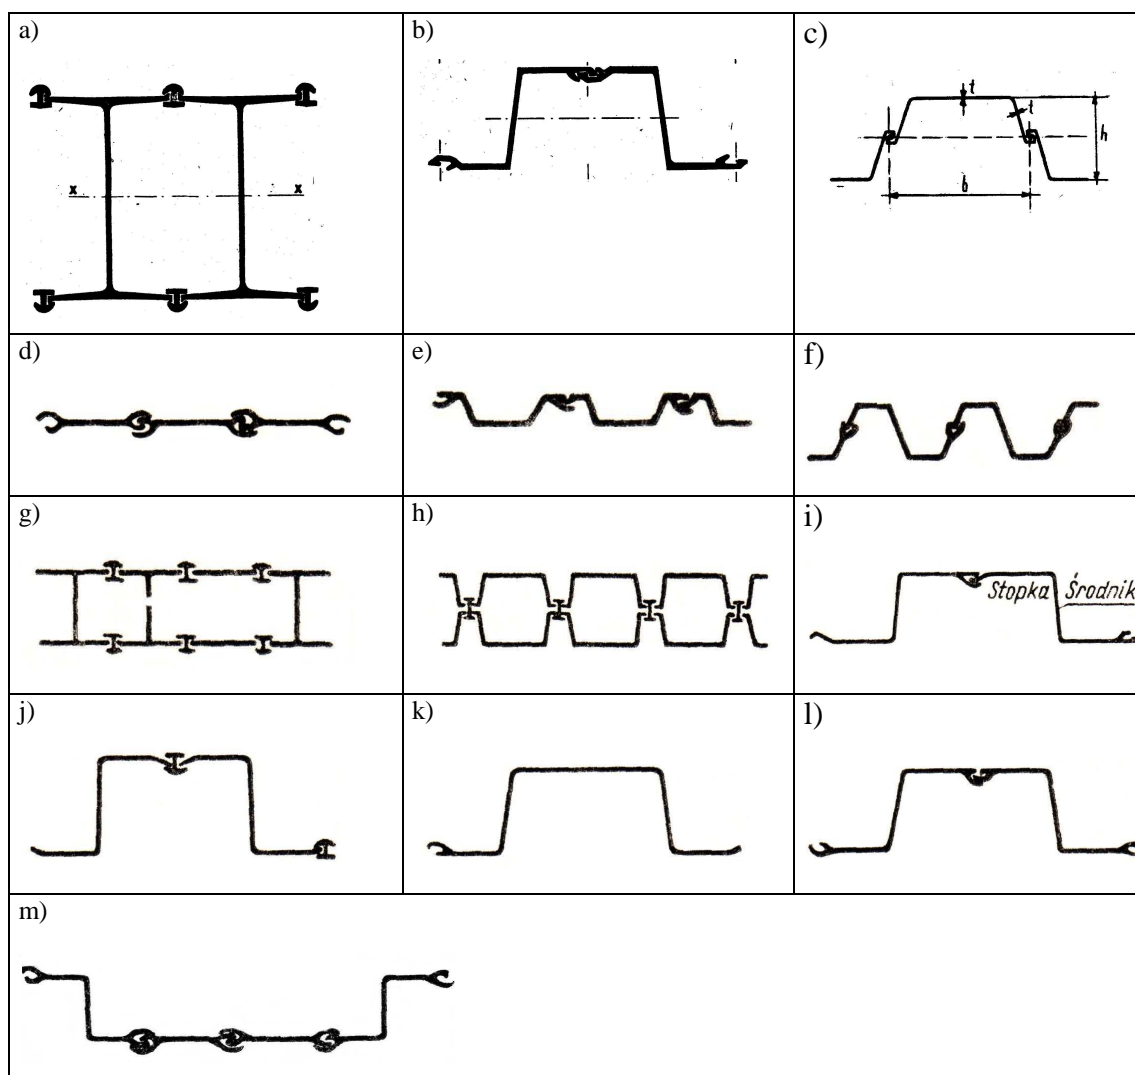 a)
x x
b)
c)
t
t
h
b
d)
e)
f)
g)
h)
i)
Stopka Środnik
j)
k)
l)
m)